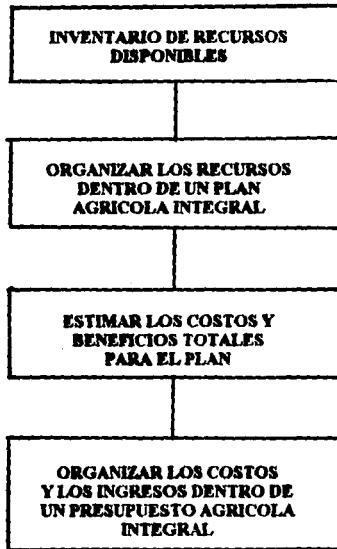 INVENTARIO DE RECURSOS
DISPONIBLES
ORGANIZAR LOS RECURSOS
DENTRO DE UN PLAN
AGRICOLA INTEGRAL
ESTIMAR LOS COSTOS Y
BENEFICIOS TOTALES
PARA EL PLAN
ORGANIZAR LOS COSTOS
Y LOS INGRESOS DENTRO DE
UN PRESUPUESTO AGRICOLA
INTEGRAL